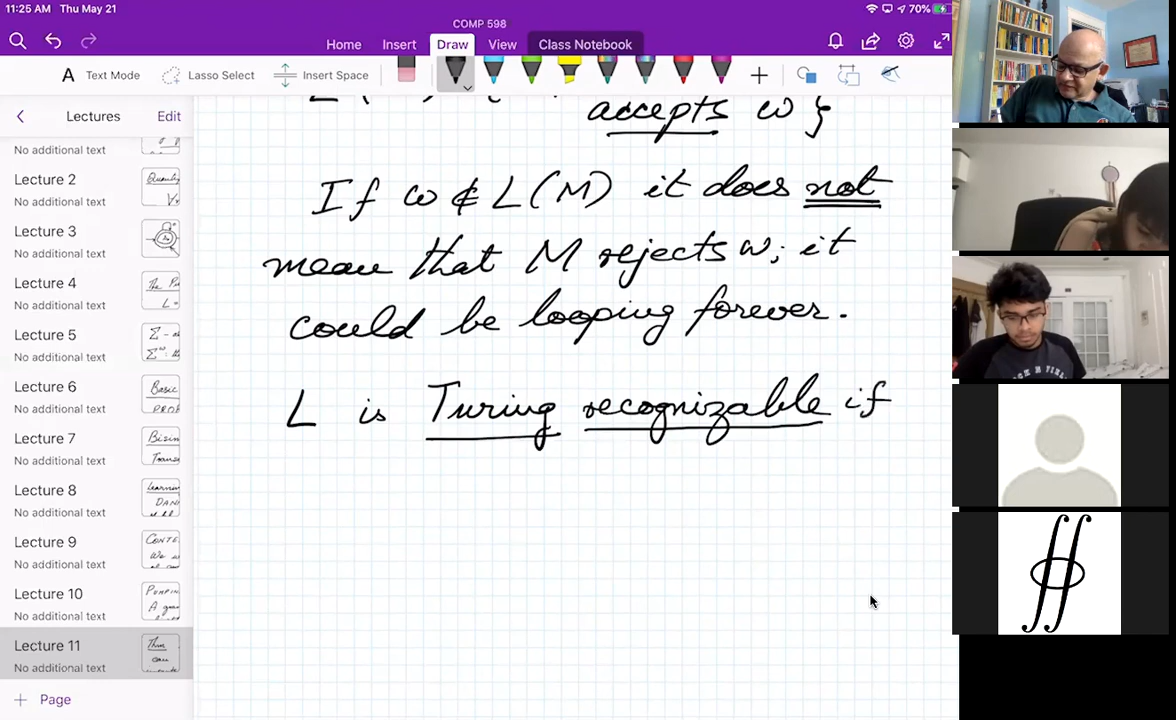 11:25 AM Thu May 21
70%
COMP 598
Home Insert Draw View Class Notebook
A Text Mode Lasso Select Insert Space
Lectures Edit
No additional text
Lecture 2
No additional text
Lecture 3
No additional text
Lecture 4
No additional text
Lecture 5
No additional text
Lecture 6
No additional text
Lecture 7
No additional text
Lecture 8
No additional text
Lecture 9
No additional text
Lecture 10
No additional text
Lecture 11
No additional text
+ Page
accepts ω }
If ω ∉ L(M) it does not
mean that M rejects ω; it
could be looping forever.
L is Turing recognizable if
∯